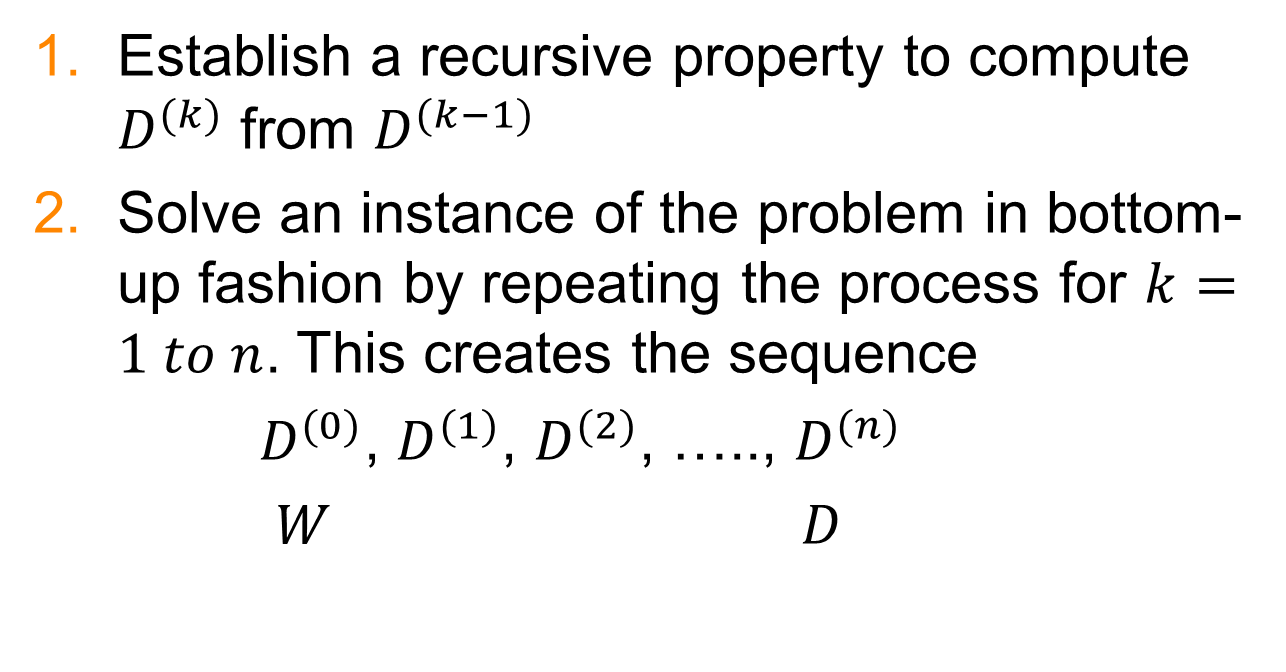 1. Establish a recursive property to compute
D^(k) from D^(k−1)
2. Solve an instance of the problem in bottom-
up fashion by repeating the process for k =
1 to n. This creates the sequence
D^(0), D^(1), D^(2), ....., D^(n)
W D